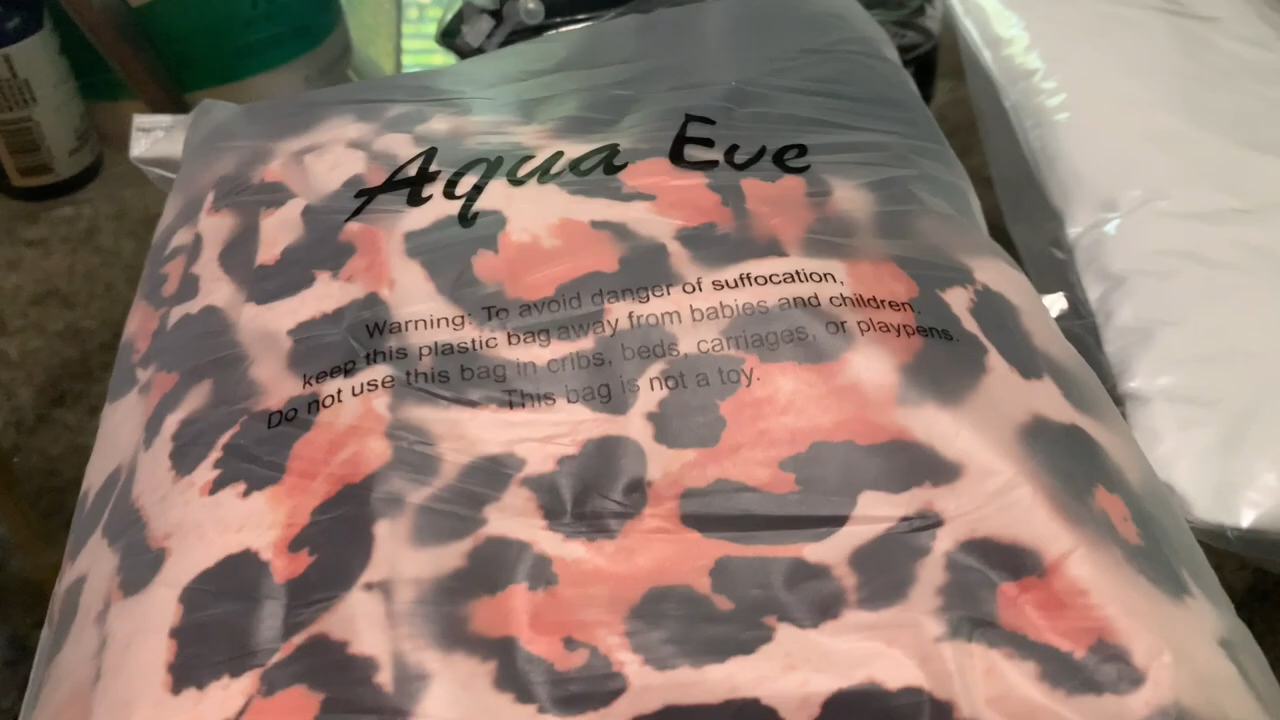 Aqua Eve
Warning: To avoid danger of suffocation,
keep this plastic bag away from babies and children.
Do not use this bag in cribs, beds, carriages, or playpens.
This bag is not a toy.